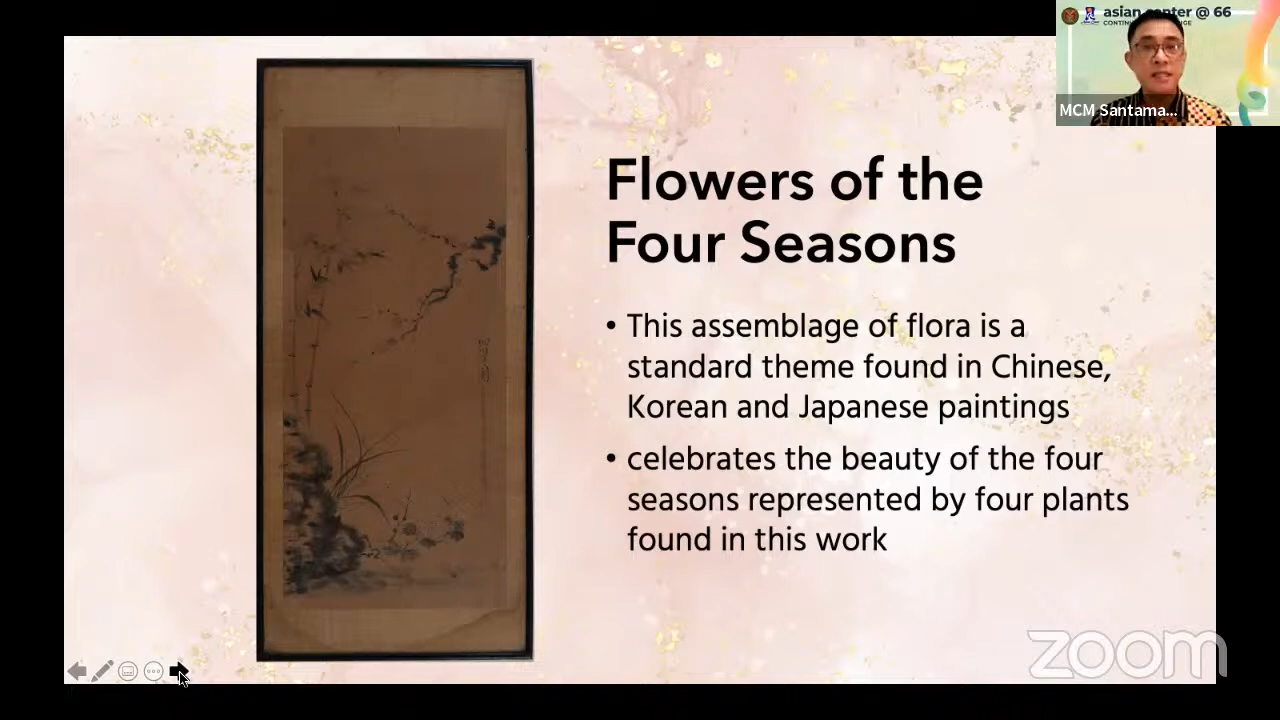 asian center @ 66
MCM Santama...
Flowers of the
Four Seasons
• This assemblage of flora is a
standard theme found in Chinese,
Korean and Japanese paintings
• celebrates the beauty of the four
seasons represented by four plants
found in this work
zoom